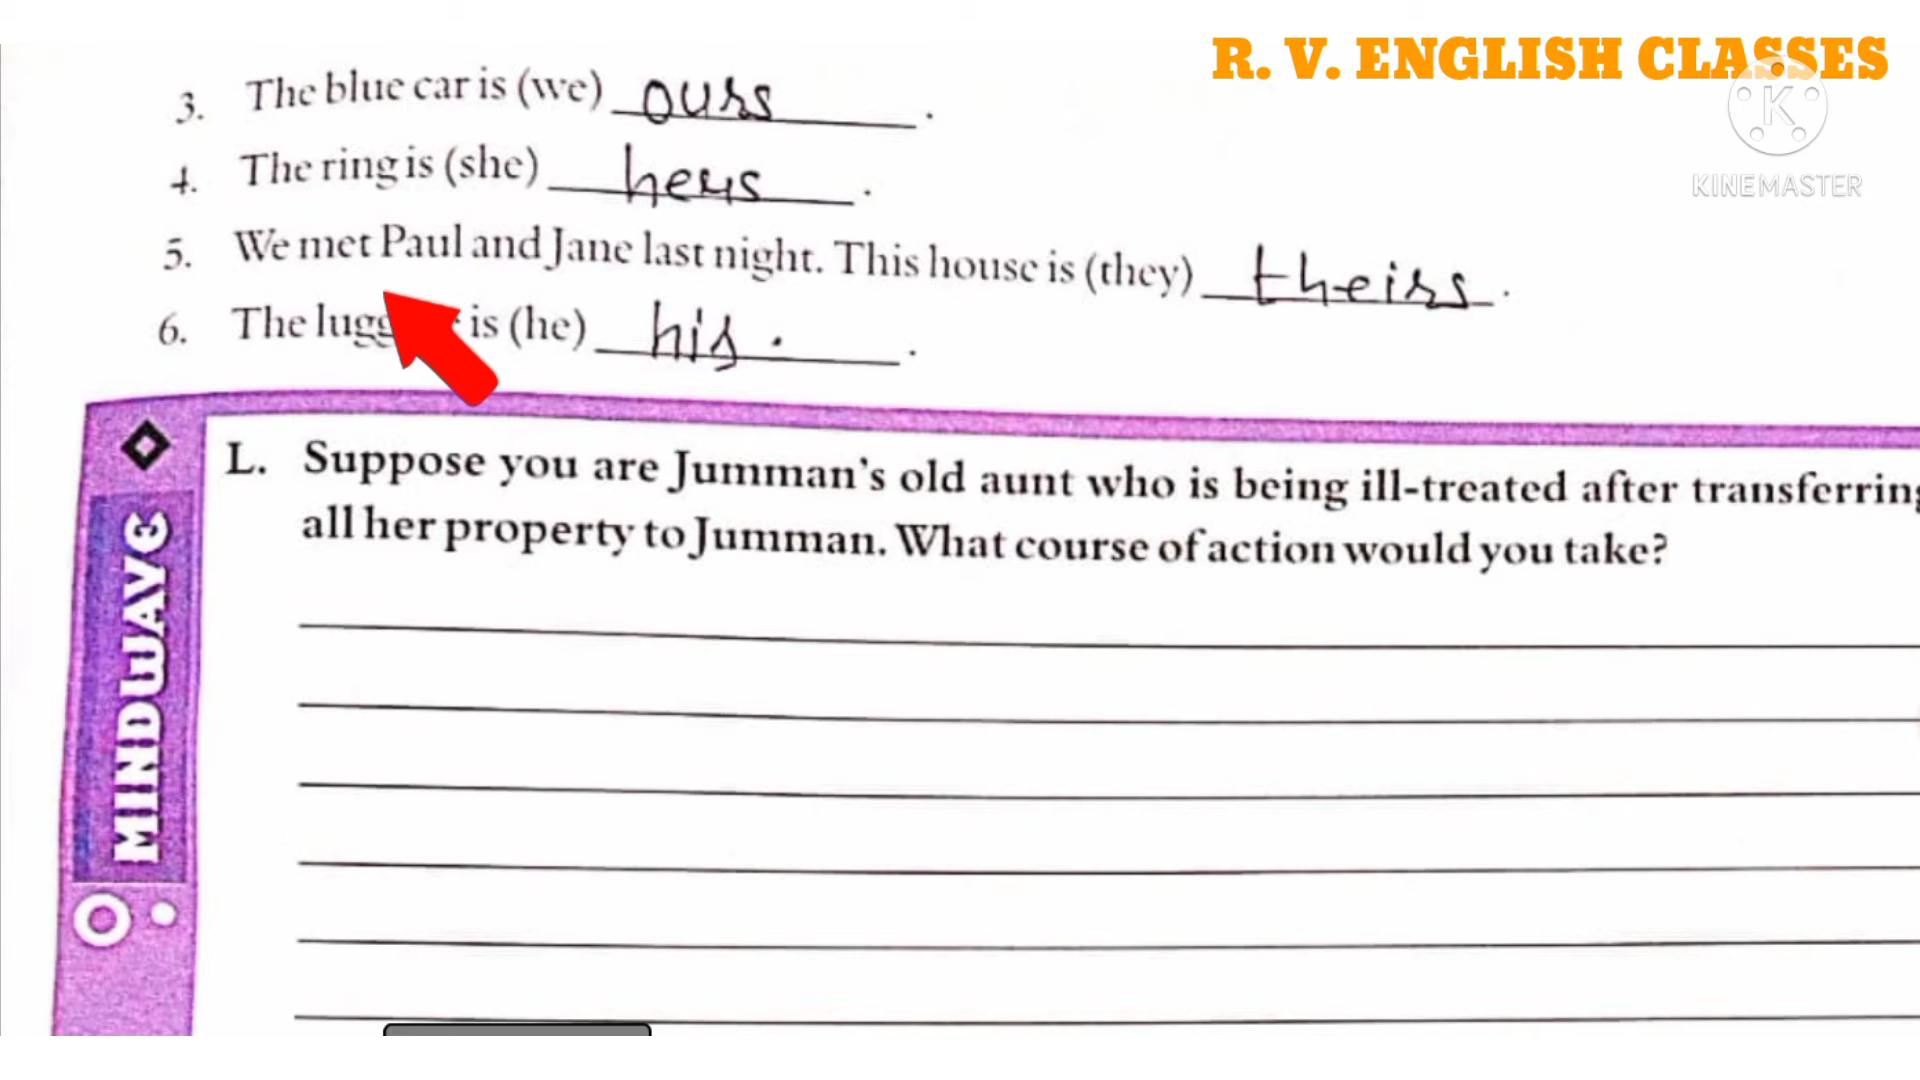 R. V. ENGLISH CLASSES
K
KINEMASTER
3. The blue car is (we) ours.
4. The ring is (she) hers.
5. We met Paul and Jane last night. This house is (they) theirs.
6. The is (he) his.
L. Suppose you are Jumman's old aunt who is being ill-treated after transferring
all her property to Jumman. What course of action would you take?
MINDWAVE